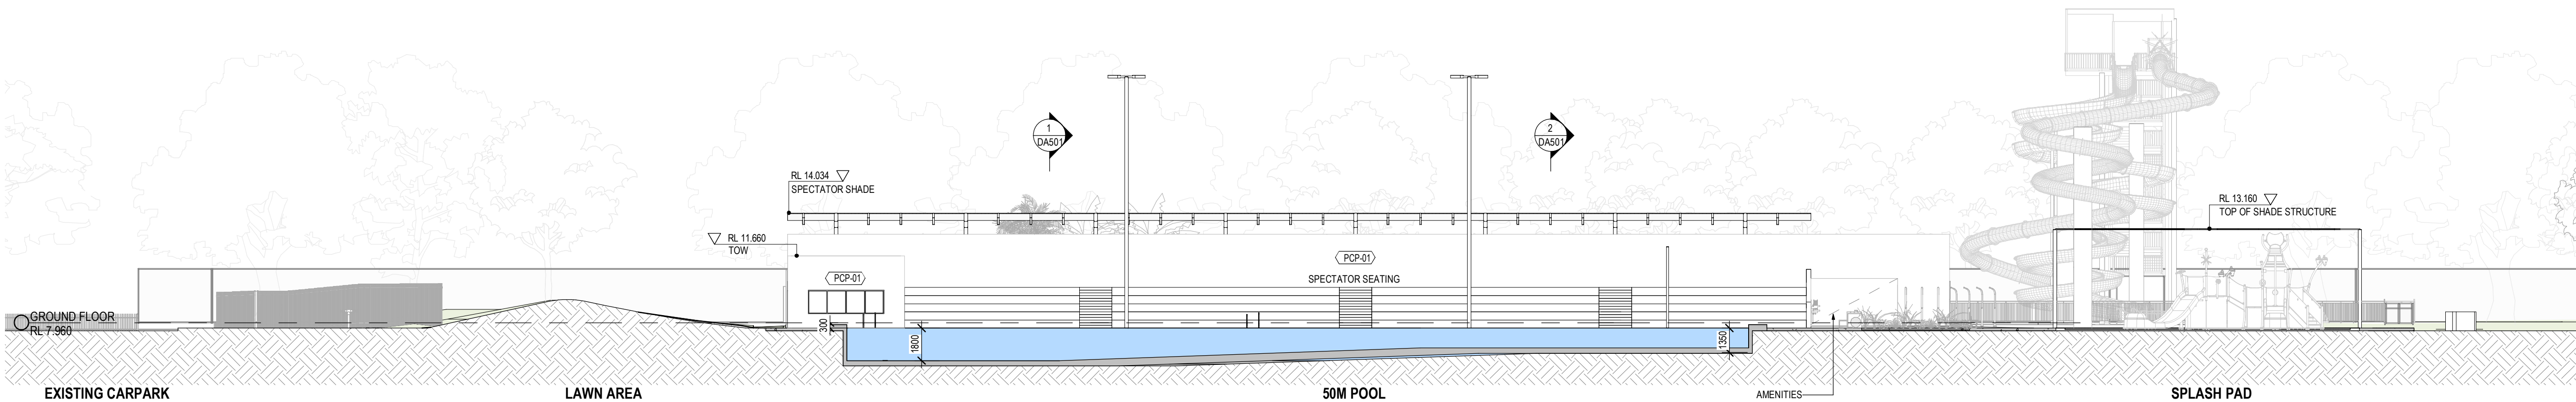 1
DA501
2
DA501
RL 14.034
SPECTATOR SHADE
RL 13.160
TOP OF SHADE STRUCTURE
RL 11.660
TOW
PCP-01
PCP-01
SPECTATOR SEATING
GROUND FLOOR
RL 7.960
300
1800
1350
EXISTING CARPARK
LAWN AREA
50M POOL
AMENITIES
SPLASH PAD